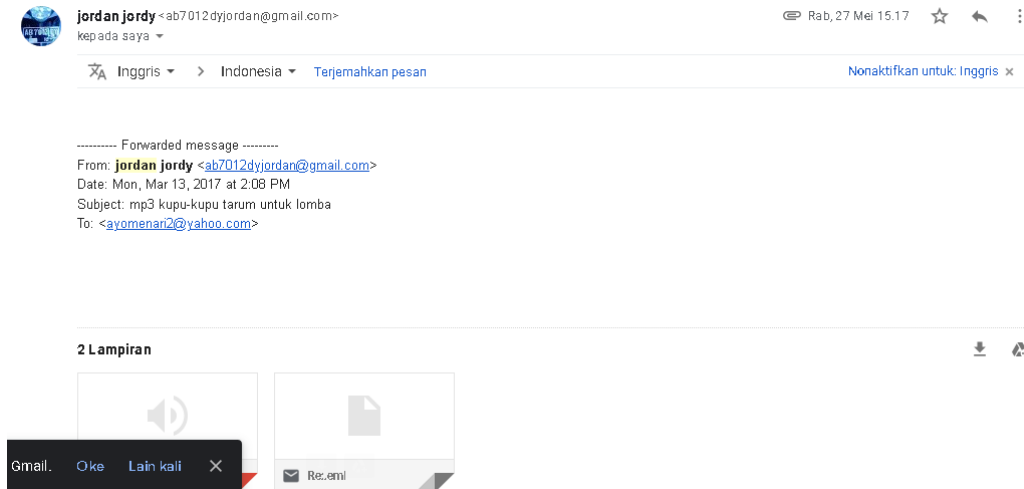 jordan jordy <ab7012dyjordan@gmail.com> Rab, 27 Mei 15.17
kepada saya
Inggris > Indonesia Terjemahkan pesan Nonaktifkan untuk: Inggris ×
---------- Forwarded message ---------
From: jordan jordy <ab7012dyjordan@gmail.com>
Date: Mon, Mar 13, 2017 at 2:08 PM
Subject: mp3 kupu-kupu tarum untuk lomba
To: <ayomenari2@yahoo.com>
2 Lampiran
Gmail. Oke Lain kali
Re:.eml